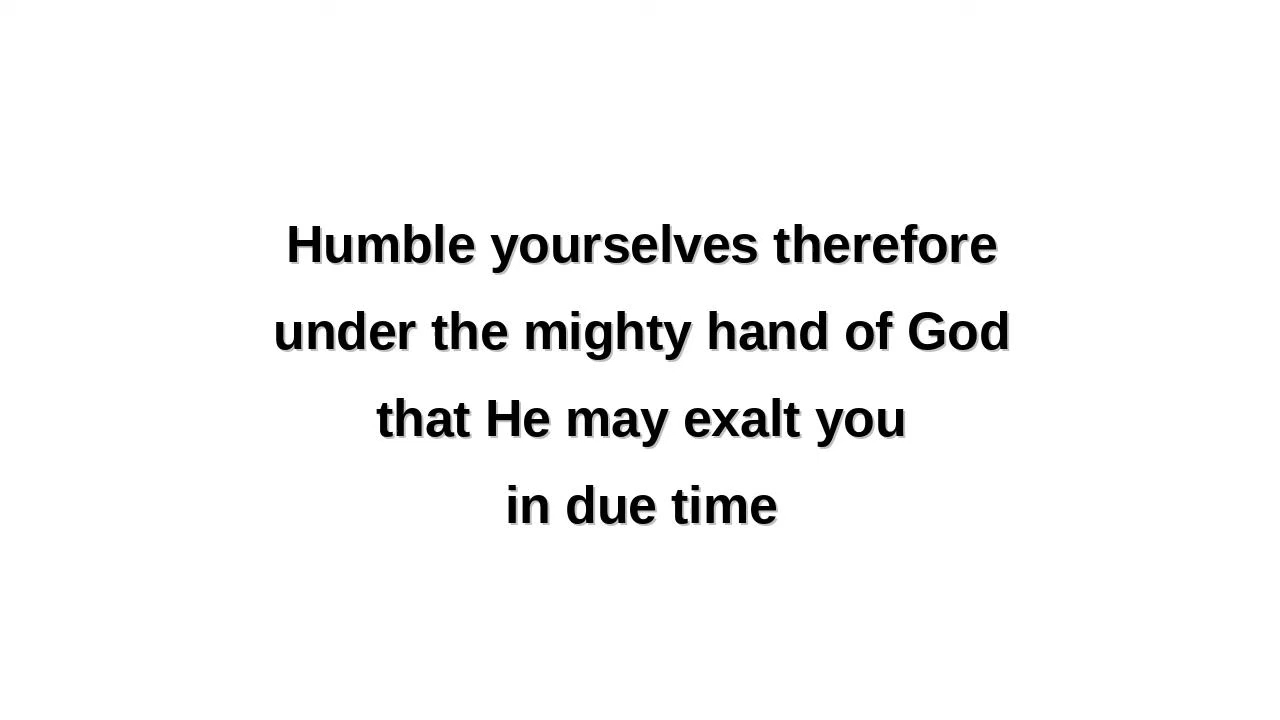 Humble yourselves therefore
under the mighty hand of God
that He may exalt you
in due time